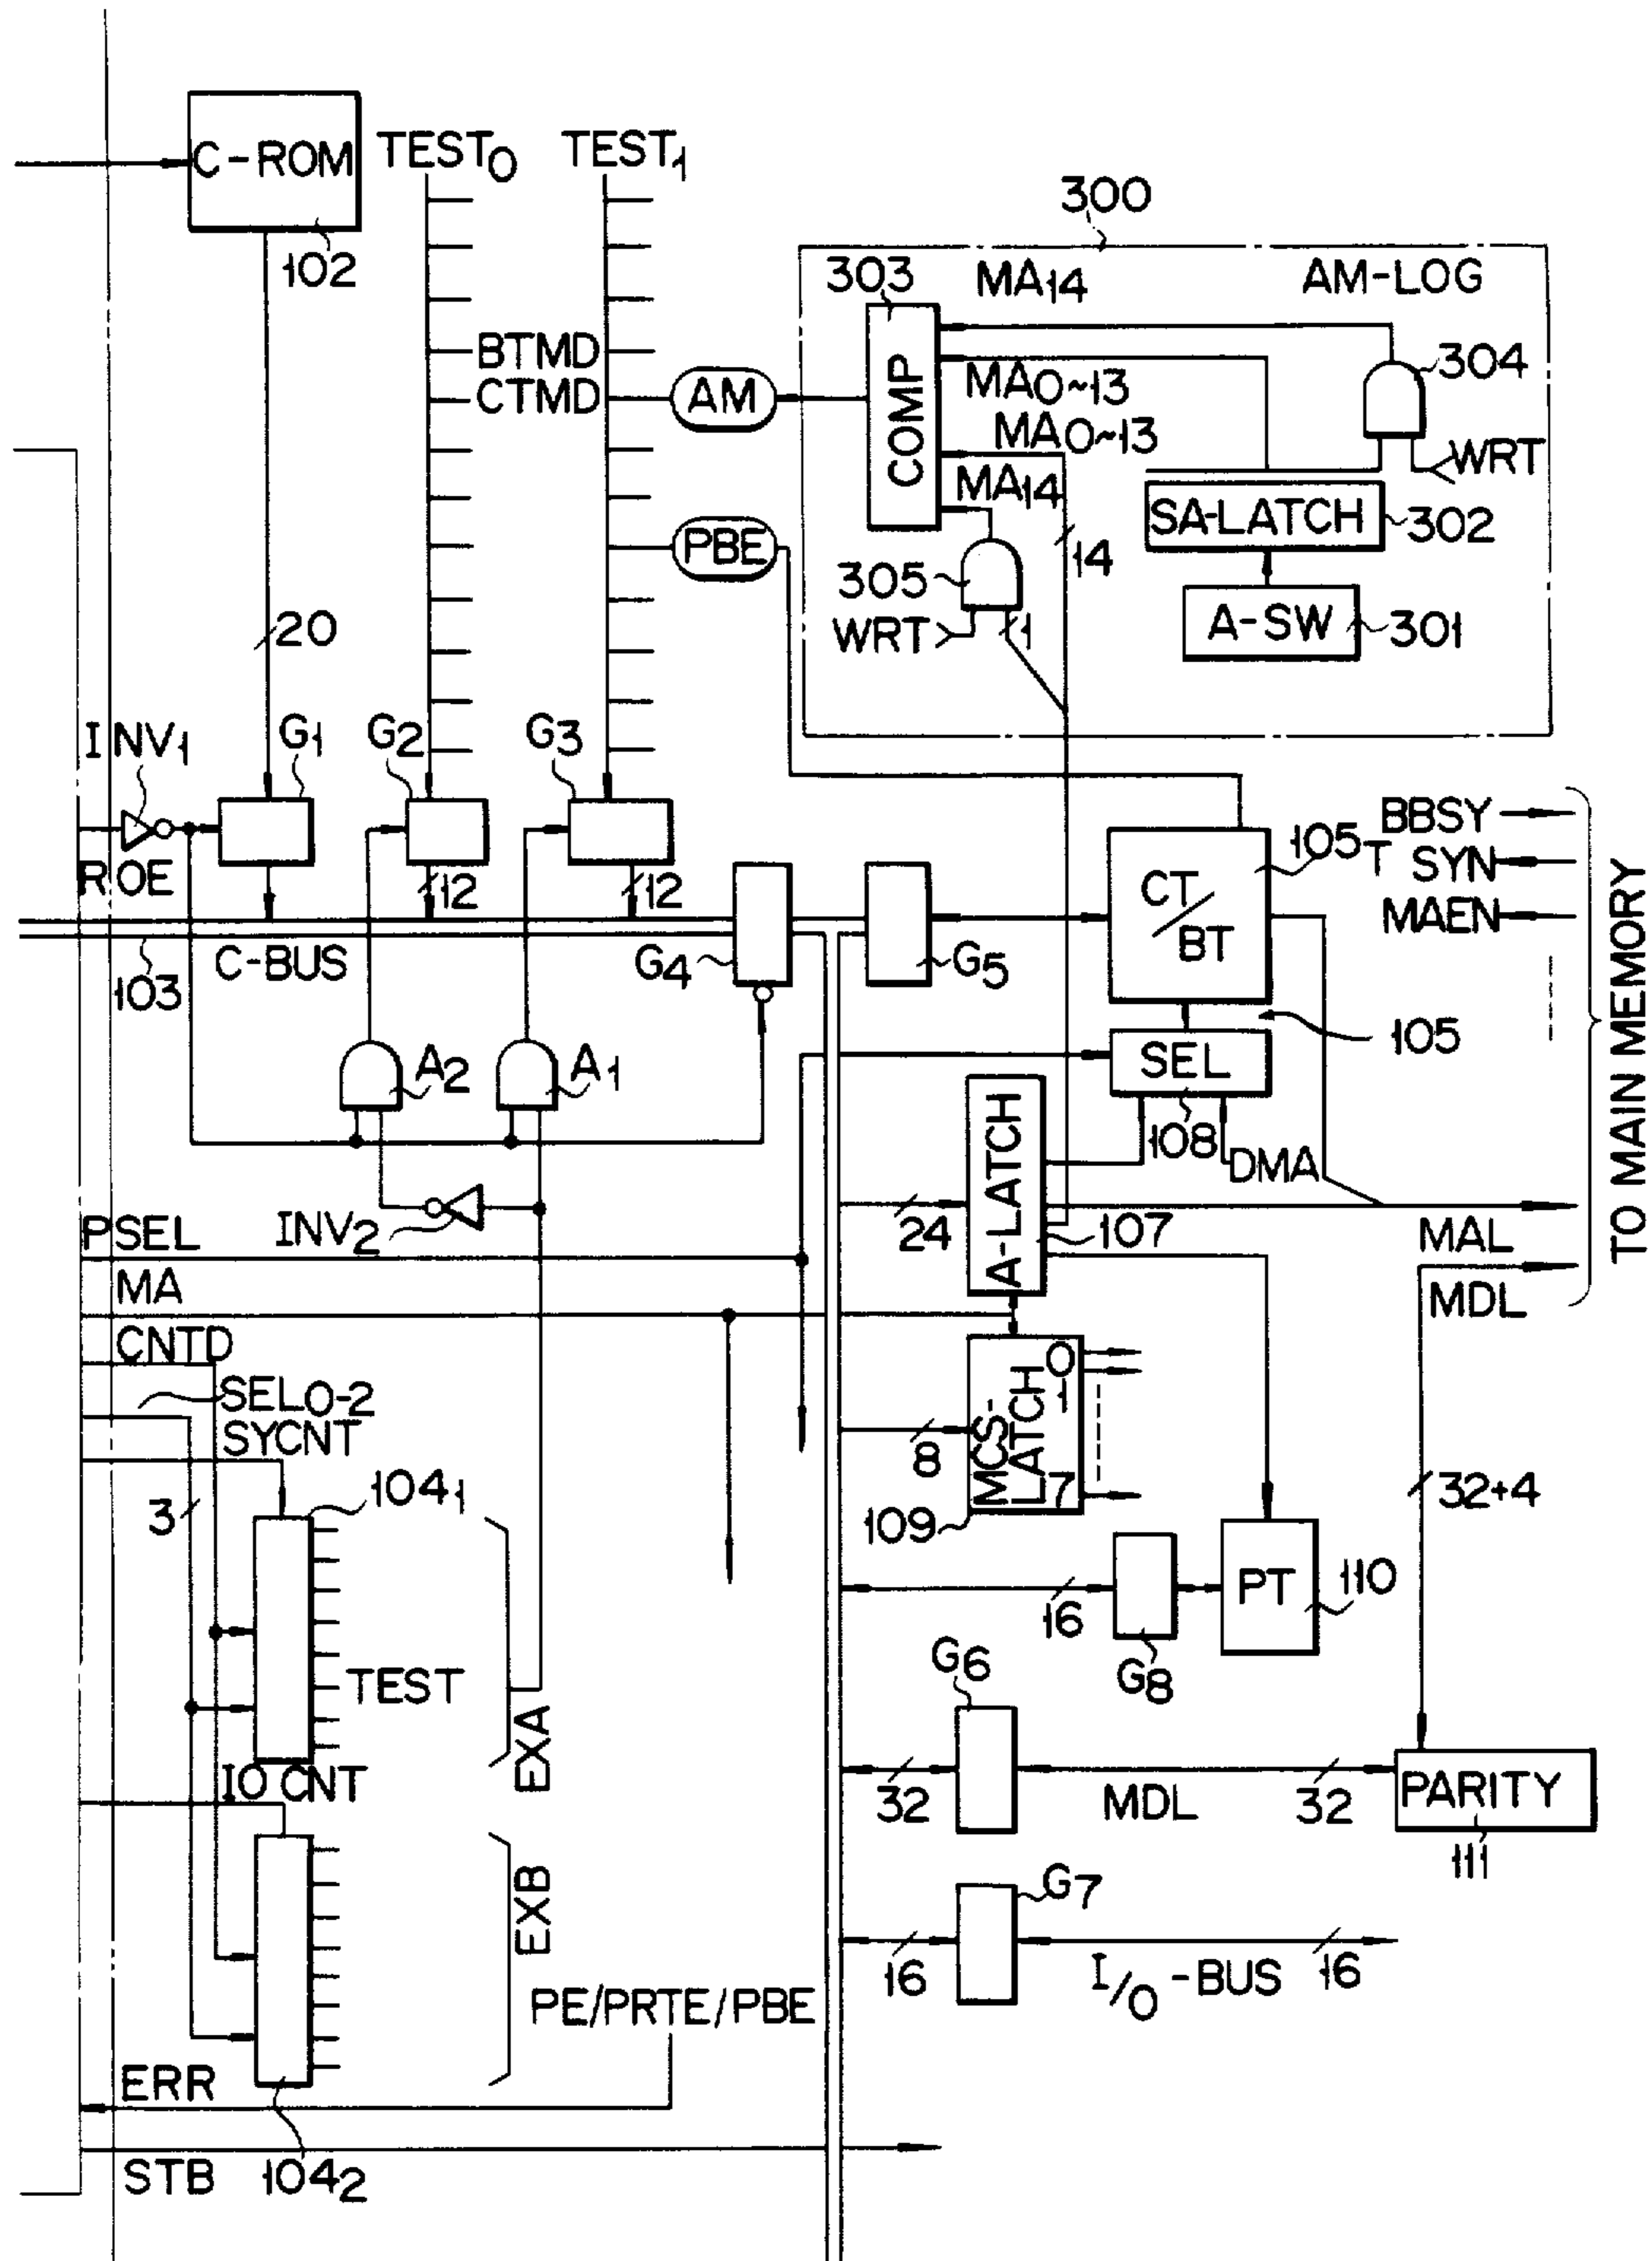 C-ROM
102
TEST0
TEST1
BTMD
CTMD
AM
PBE
300
AM-LOG
303
COMP
MA14
MA0~13
MA0~13
MA14
304
WRT
SA-LATCH
302
A-SW
301
305
WRT
1
14
20
INV1
G1
G2
G3
ROE
12
12
C-BUS
103
G4
G5
CT/BT
105T
BBSY
SYN
MAEN
105
SEL
108
DMA
TO MAIN MEMORY
A2
A1
INV2
24
A-LATCH
107
MAL
MDL
PSEL
MA
CNTD
SEL0-2
SYCNT
3
1041
TEST
EXA
8
MCS-LATCH
0
1
7
109
32+4
16
G8
PT
110
IO CNT
G6
32
MDL
32
PARITY
111
EXB
G7
16
I/O-BUS
16
PE/PRTE/PBE
ERR
STB
1042